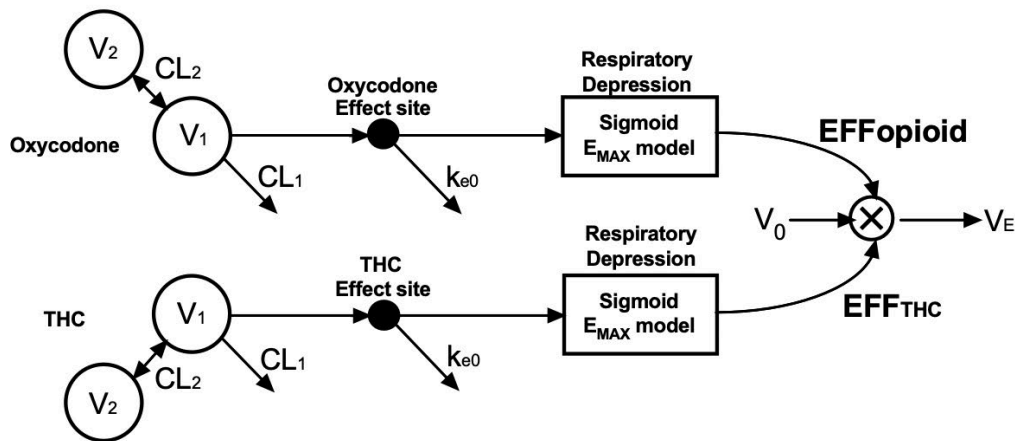 V2
CL2
Oxycodone
V1
CL1
Oxycodone
Effect site
ke0
Respiratory
Depression
Sigmoid
EMAX model
EFFopioid
V0
VE
THC
V1
CL2
V2
CL1
THC
Effect site
ke0
Respiratory
Depression
Sigmoid
EMAX model
EFFTHC